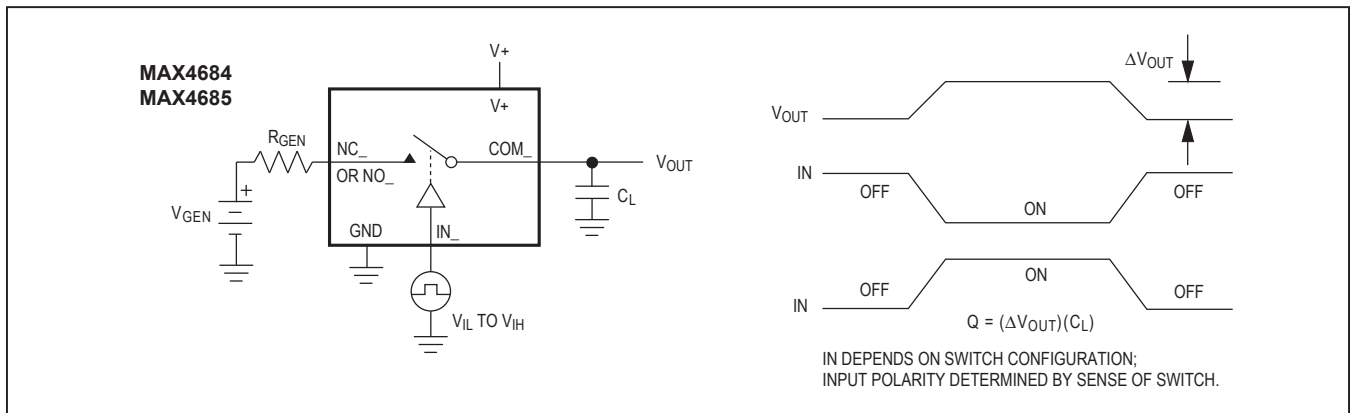 MAX4684
MAX4685
V+
V+
RGEN
NC_
OR NO_
COM_
VOUT
CL
+
VGEN
GND
IN_
VIL TO VIH
ΔVOUT
VOUT
IN
OFF
ON
OFF
IN
OFF
ON
OFF
Q = (ΔVOUT)(CL)
IN DEPENDS ON SWITCH CONFIGURATION;
INPUT POLARITY DETERMINED BY SENSE OF SWITCH.